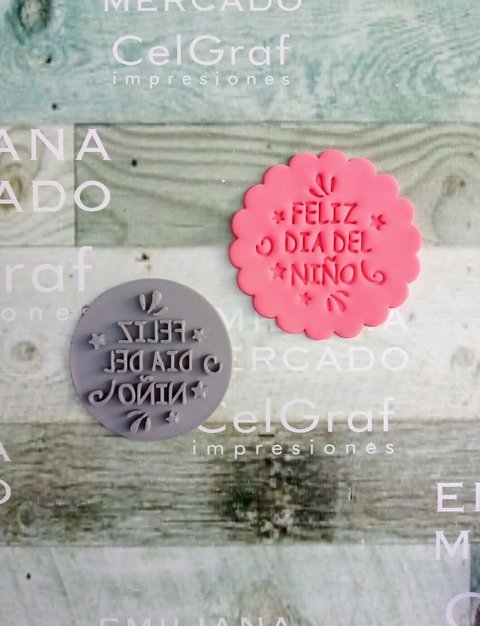 MERCADO
CelGraf
impresiones
ANA
ADO
FELIZ
DIA DEL
NIÑO
raf
nes
FELIZ
DIA DEL
NIÑO
EMILIANA
MERCADO
CelGraf
impresiones
EM
M
EMILIANA